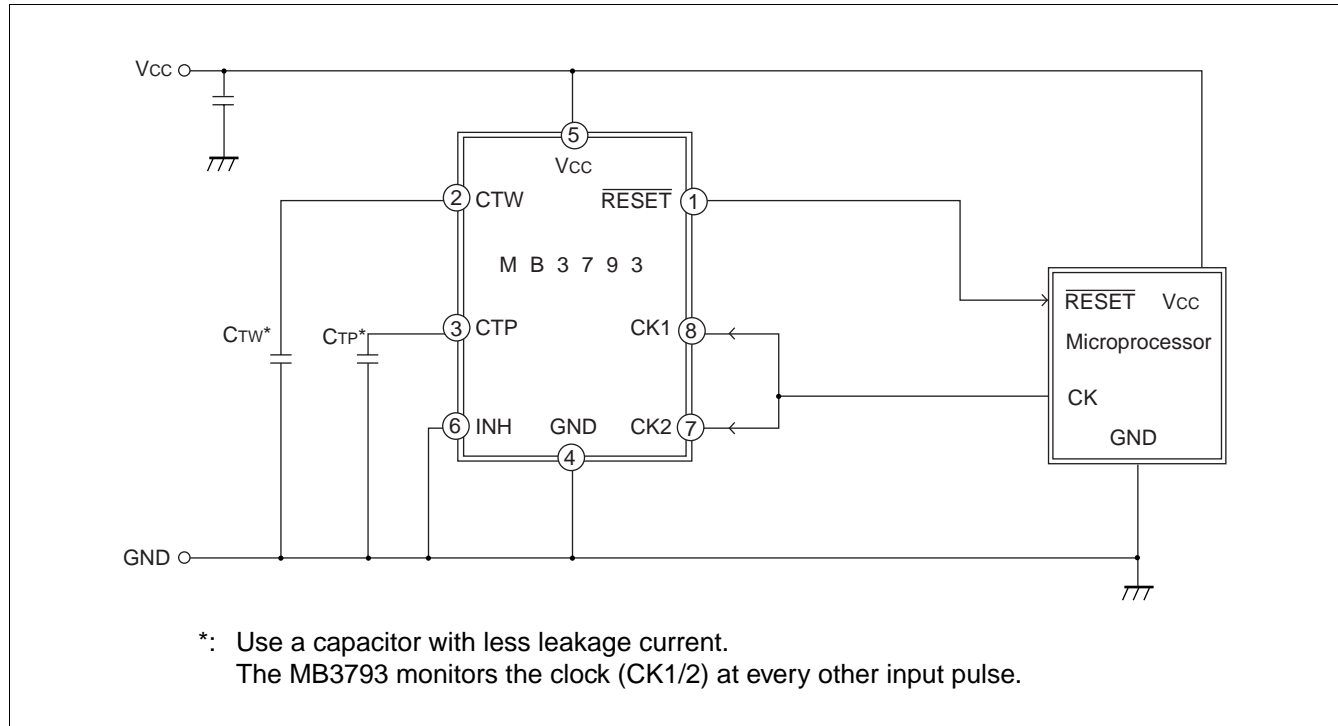 VCC
5
VCC
2 CTW
RESET 1
M B 3 7 9 3
RESET VCC
CTW*
CTP*
3 CTP
CK1 8
Microprocessor
CK
6 INH
GND
CK2 7
GND
4
GND
*: Use a capacitor with less leakage current.
The MB3793 monitors the clock (CK1/2) at every other input pulse.